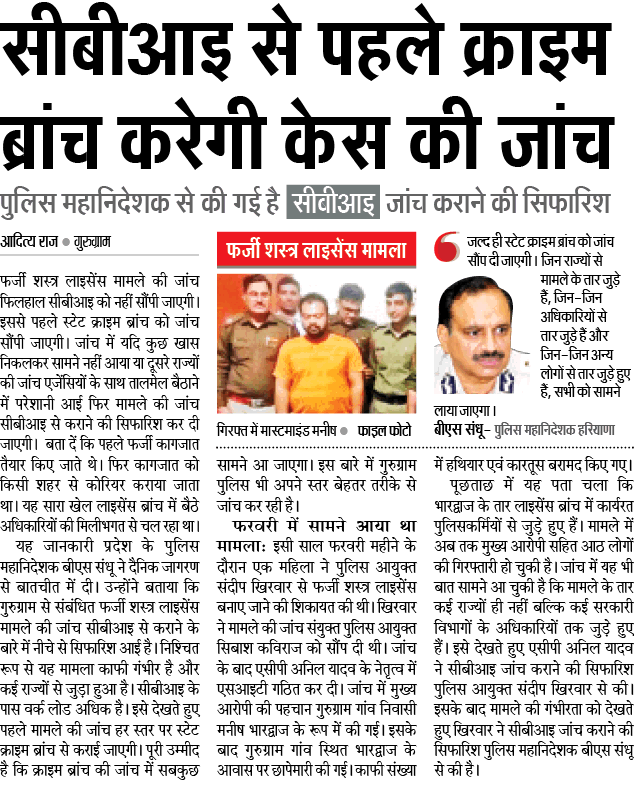 सीबीआइ से पहले क्राइम
ब्रांच करेगी केस की जांच
पुलिस महानिदेशक से की गई है सीबीआइ जांच कराने की सिफारिश
आदित्य राज ● गुरुग्राम
फर्जी शस्त्र लाइसेंस मामले की जांच
फिलहाल सीबीआइ को नहीं सौंपी जाएगी।
इससे पहले स्टेट क्राइम ब्रांच को जांच
सौंपी जाएगी। जांच में यदि कुछ खास
निकलकर सामने नहीं आया या दूसरे राज्यों
की जांच एजेंसियों के साथ तालमेल बैठाने
में परेशानी आई फिर मामले की जांच
सीबीआइ से कराने की सिफारिश कर दी
जाएगी। बता दें कि पहले फर्जी कागजात
तैयार किए जाते थे। फिर कागजात को
किसी शहर से कोरियर कराया जाता
था। यह सारा खेल लाइसेंस ब्रांच में बैठे
अधिकारियों की मिलीभगत से चल रहा था।
यह जानकारी प्रदेश के पुलिस
महानिदेशक बीएस संधू ने दैनिक जागरण
से बातचीत में दी। उन्होंने बताया कि
गुरुग्राम से संबंधित फर्जी शस्त्र लाइसेंस
मामले की जांच सीबीआइ से कराने के
बारे में नीचे से सिफारिश आई है। निश्चित
रूप से यह मामला काफी गंभीर है और
कई राज्यों से जुड़ा हुआ है। सीबीआइ के
पास वर्क लोड अधिक है। इसे देखते हुए
पहले मामले की जांच हर स्तर पर स्टेट
क्राइम ब्रांच से कराई जाएगी। पूरी उम्मीद
है कि क्राइम ब्रांच की जांच में सबकुछ
फर्जी शस्त्र लाइसेंस मामला
गिरफ्त में मास्टमाइंड मनीष ● फाइल फोटो
सामने आ जाएगा। इस बारे में गुरुग्राम
पुलिस भी अपने स्तर बेहतर तरीके से
जांच कर रही है।
फरवरी में सामने आया था
मामला: इसी साल फरवरी महीने के
दौरान एक महिला ने पुलिस आयुक्त
संदीप खिरवार से फर्जी शस्त्र लाइसेंस
बनाए जाने की शिकायत की थी। खिरवार
ने मामले की जांच संयुक्त पुलिस आयुक्त
सिबाश कविराज को सौंप दी थी। जांच
के बाद एसीपी अनिल यादव के नेतृत्व में
एसआइटी गठित कर दी। जांच में मुख्य
आरोपी की पहचान गुरुग्राम गांव निवासी
मनीष भारद्वाज के रूप में की गई। इसके
बाद गुरुग्राम गांव स्थित भारद्वाज के
आवास पर छापेमारी की गई। काफी संख्या
जल्द ही स्टेट क्राइम ब्रांच को जांच
सौंप दी जाएगी। जिन राज्यों से
मामले के तार जुड़े
हैं, जिन-जिन
अधिकारियों से
तार जुड़े हैं और
जिन-जिन अन्य
लोगों से तार जुड़े हुए
हैं, सभी को सामने
लाया जाएगा।
बीएस संधू- पुलिस महानिदेशक हरियाणा
में हथियार एवं कारतूस बरामद किए गए।
पूछताछ में यह पता चला कि
भारद्वाज के तार लाइसेंस ब्रांच में कार्यरत
पुलिसकर्मियों से जुड़े हुए हैं। मामले में
अब तक मुख्य आरोपी सहित आठ लोगों
की गिरफ्तारी हो चुकी है। जांच में यह भी
बात सामने आ चुकी है कि मामले के तार
कई राज्यों ही नहीं बल्कि कई सरकारी
विभागों के अधिकारियों तक जुड़े हुए
हैं। इसे देखते हुए एसीपी अनिल यादव
ने सीबीआइ जांच कराने की सिफारिश
पुलिस आयुक्त संदीप खिरवार से की।
इसके बाद मामले की गंभीरता को देखते
हुए खिरवार ने सीबीआइ जांच कराने की
सिफारिश पुलिस महानिदेशक बीएस संधू
से की है।